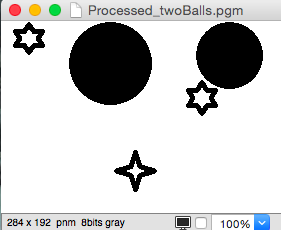 Processed_twoBalls.pgm
284 x 192 pnm 8bits gray
100%